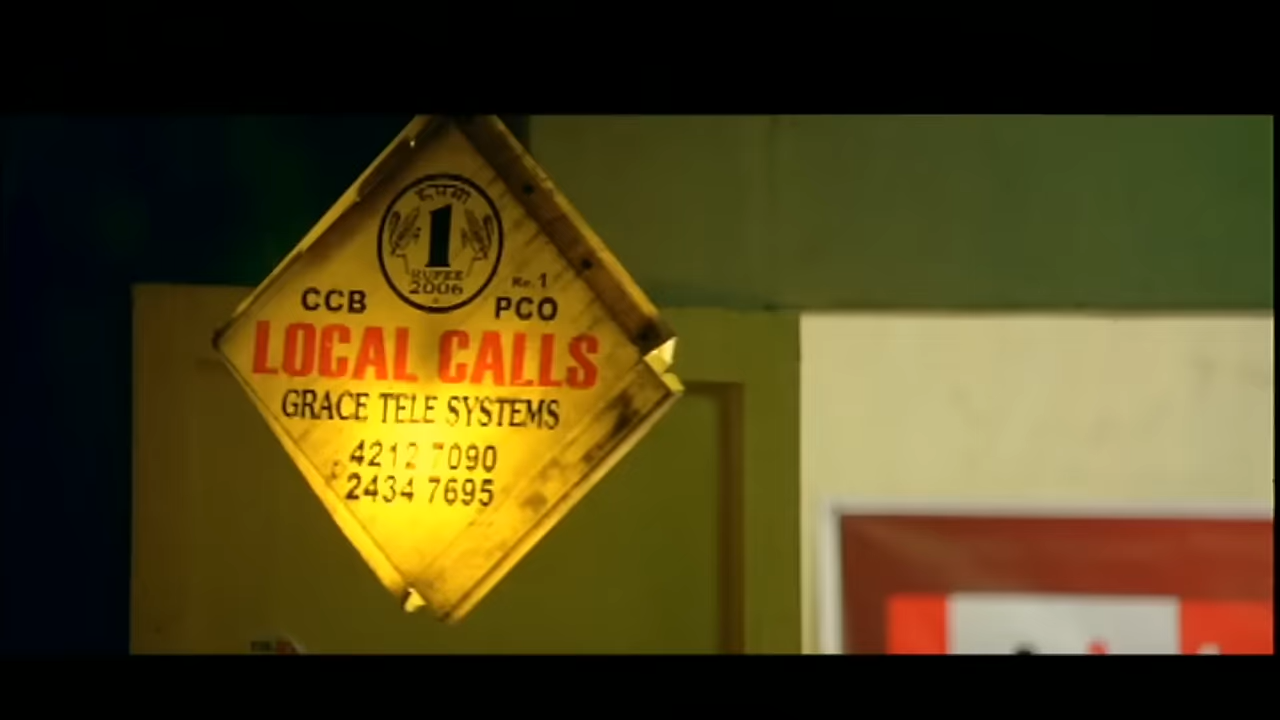 रुपया
1
RUPEE
2006
Re. 1
CCB PCO
LOCAL CALLS
GRACE TELE SYSTEMS
4212 7090
2434 7695